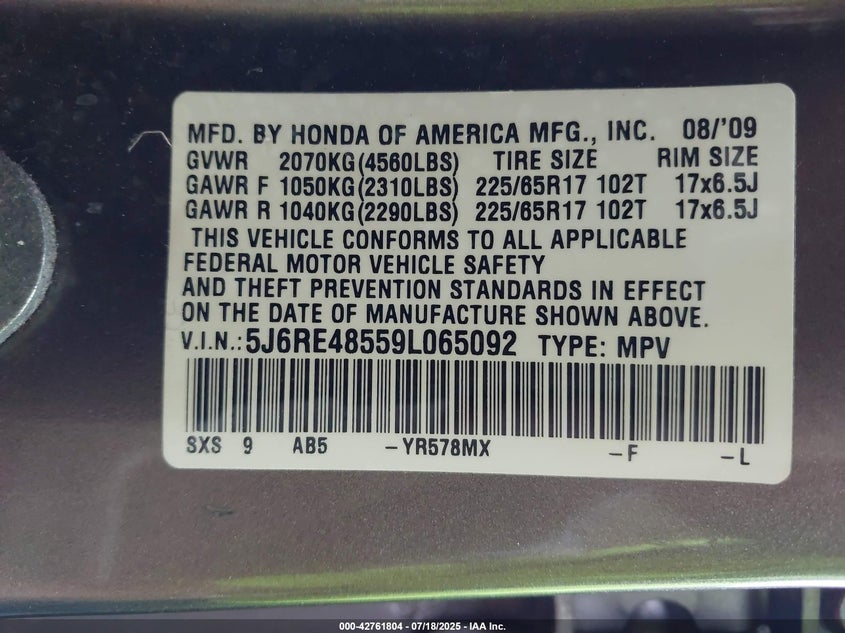 MFD. BY HONDA OF AMERICA MFG., INC. 08/'09
GVWR 2070KG(4560LBS) TIRE SIZE RIM SIZE
GAWR F 1050KG(2310LBS) 225/65R17 102T 17x6.5J
GAWR R 1040KG(2290LBS) 225/65R17 102T 17x6.5J
THIS VEHICLE CONFORMS TO ALL APPLICABLE
FEDERAL MOTOR VEHICLE SAFETY
AND THEFT PREVENTION STANDARDS IN EFFECT
ON THE DATE OF MANUFACTURE SHOWN ABOVE.
V.I.N.: 5J6RE48559L065092 TYPE: MPV
SXS 9 AB5 -YR578MX -F -L
000-42761804 - 07/18/2025 - IAA Inc.